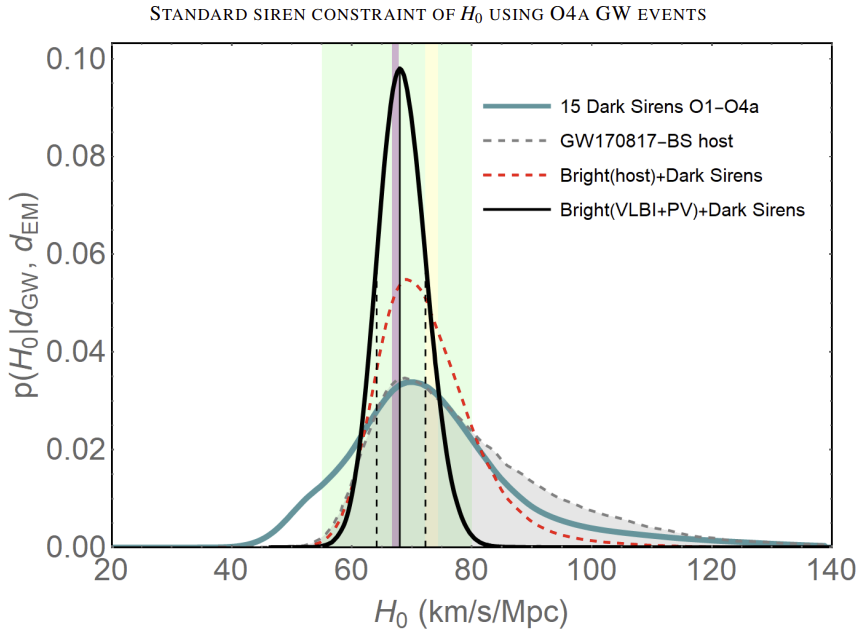 STANDARD SIREN CONSTRAINT OF H₀ USING O4A GW EVENTS
0.10
0.08
0.06
0.04
0.02
0.00
p(H₀|d_GW, d_EM)
15 Dark Sirens O1–O4a
GW170817–BS host
Bright(host)+Dark Sirens
Bright(VLBI+PV)+Dark Sirens
20 40 60 80 100 120 140
H₀ (km/s/Mpc)